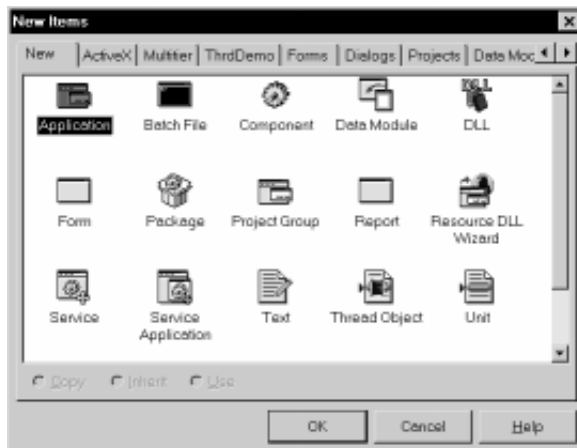 New Items
New ActiveX Multitier ThrdDemo Forms Dialogs Projects Data Moc
Application Batch File Component Data Module DLL
Form Package Project Group Report Resource DLL
Wizard
Service Service Text Thread Object Unit
Application
Copy Inherit Use
OK Cancel Help